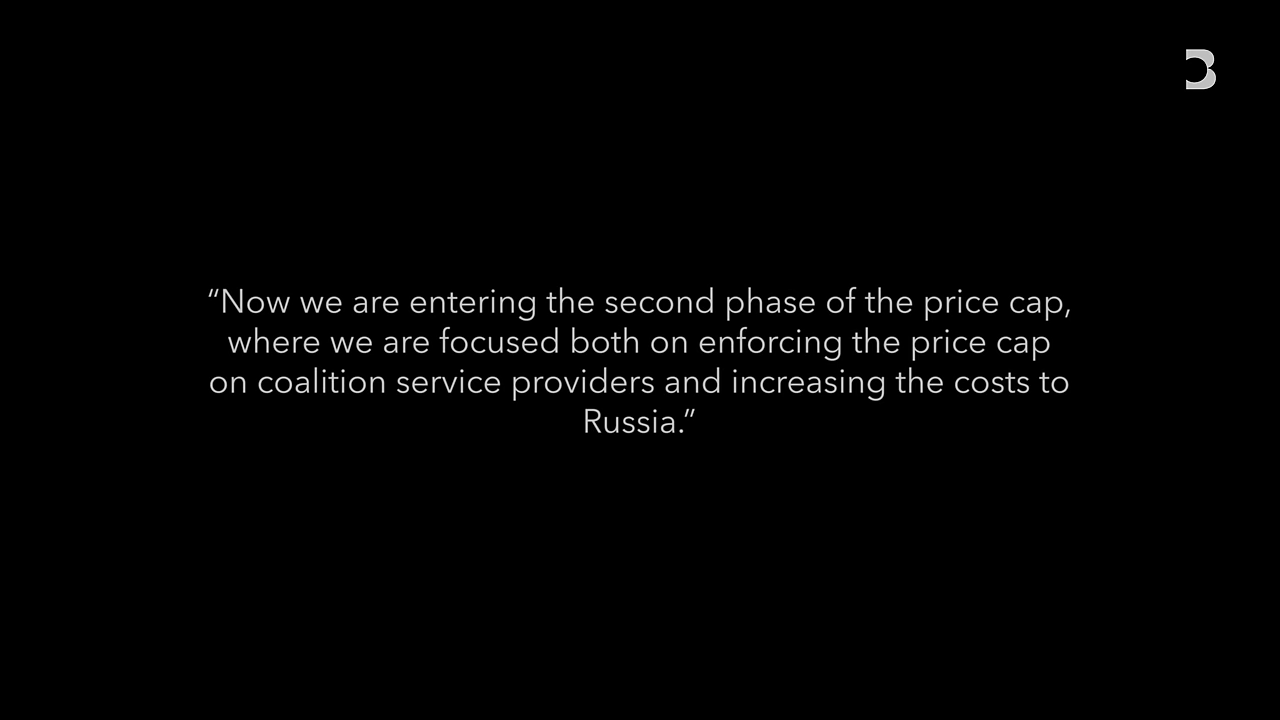 “Now we are entering the second phase of the price cap,
where we are focused both on enforcing the price cap
on coalition service providers and increasing the costs to
Russia.”